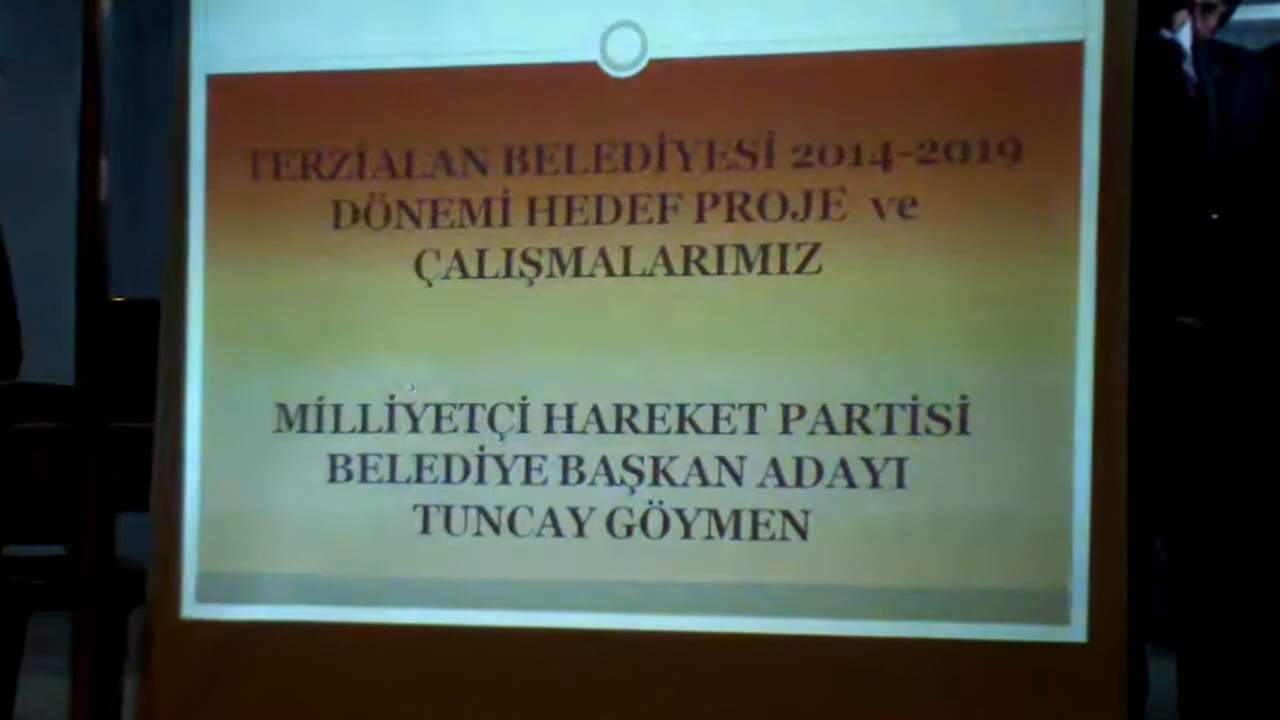 TERZİALAN BELEDİYESİ 2014-2019
DÖNEMİ HEDEF PROJE ve
ÇALIŞMALARIMIZ
MİLLİYETÇİ HAREKET PARTİSİ
BELEDİYE BAŞKAN ADAYI
TUNCAY GÖYMEN